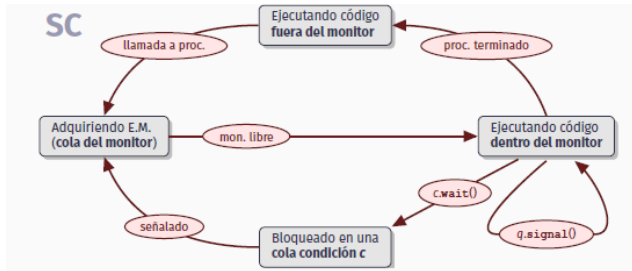 SC
Ejecutando código
fuera del monitor
llamada a proc.
proc. terminado
Adquiriendo E.M.
(cola del monitor)
mon. libre
Ejecutando código
dentro del monitor
c.wait()
señalado
q.signal()
Bloqueado en una
cola condición c